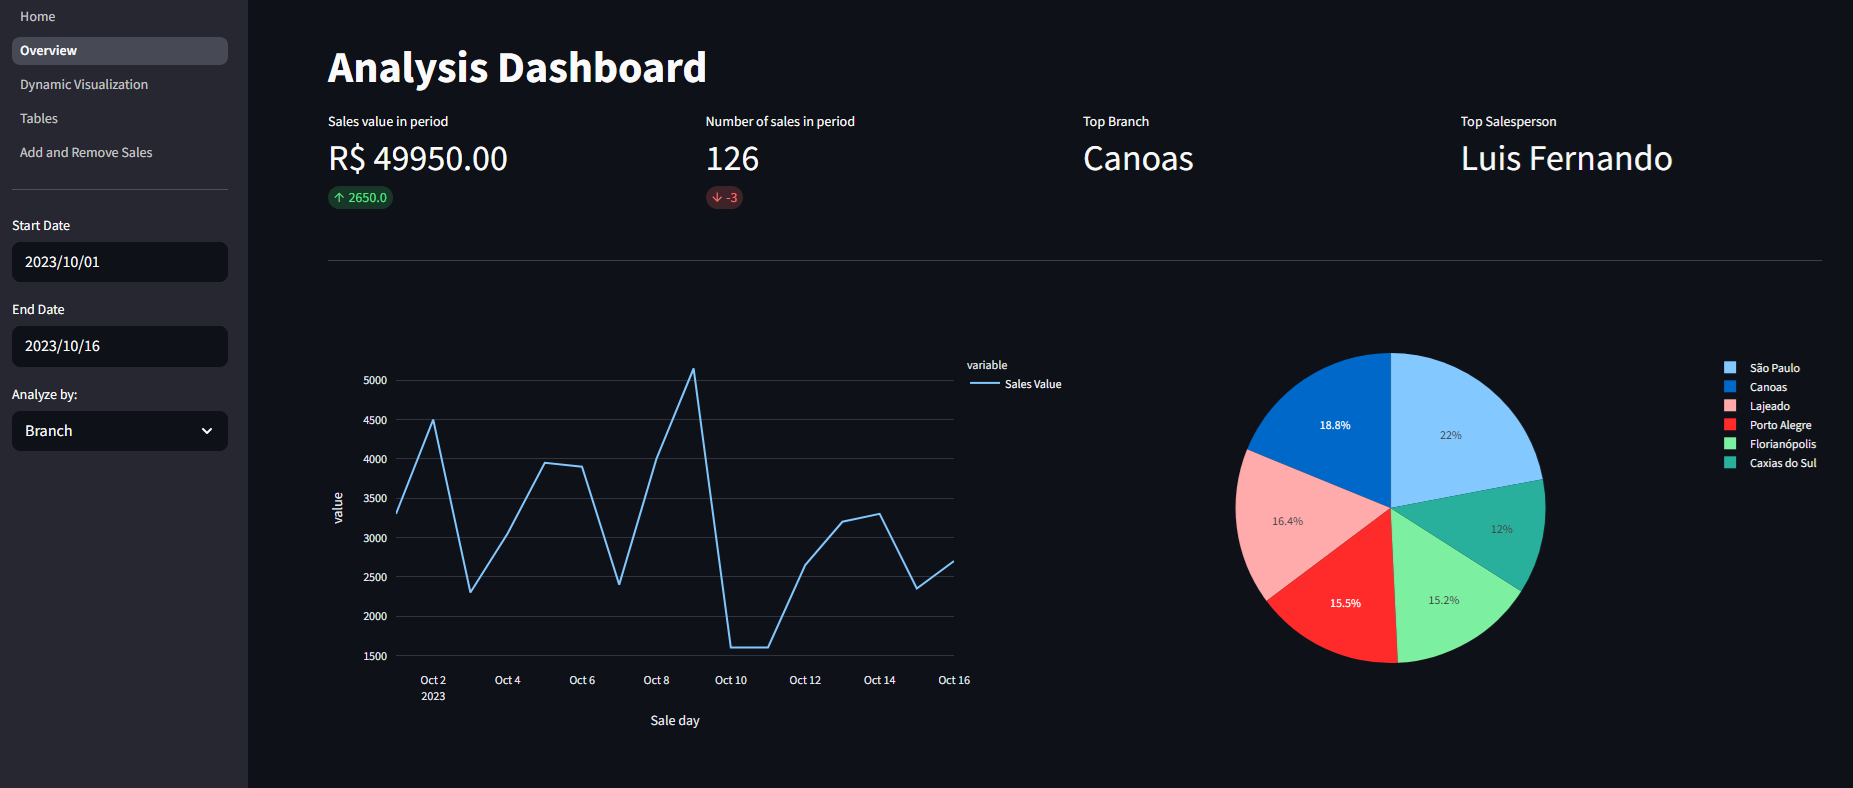 Home
Overview
Dynamic Visualization
Tables
Add and Remove Sales
Start Date
2023/10/01
End Date
2023/10/16
Analyze by:
Branch
Analysis Dashboard
Sales value in period
R$ 49950.00
↑ 2650.0
Number of sales in period
126
↓ -3
Top Branch
Canoas
Top Salesperson
Luis Fernando
value
5000
4500
4000
3500
3000
2500
2000
1500
Oct 2
2023
Oct 4
Oct 6
Oct 8
Oct 10
Oct 12
Oct 14
Oct 16
Sale day
variable
Sales Value
22%
18.8%
16.4%
15.5%
15.2%
12%
São Paulo
Canoas
Lajeado
Porto Alegre
Florianópolis
Caxias do Sul